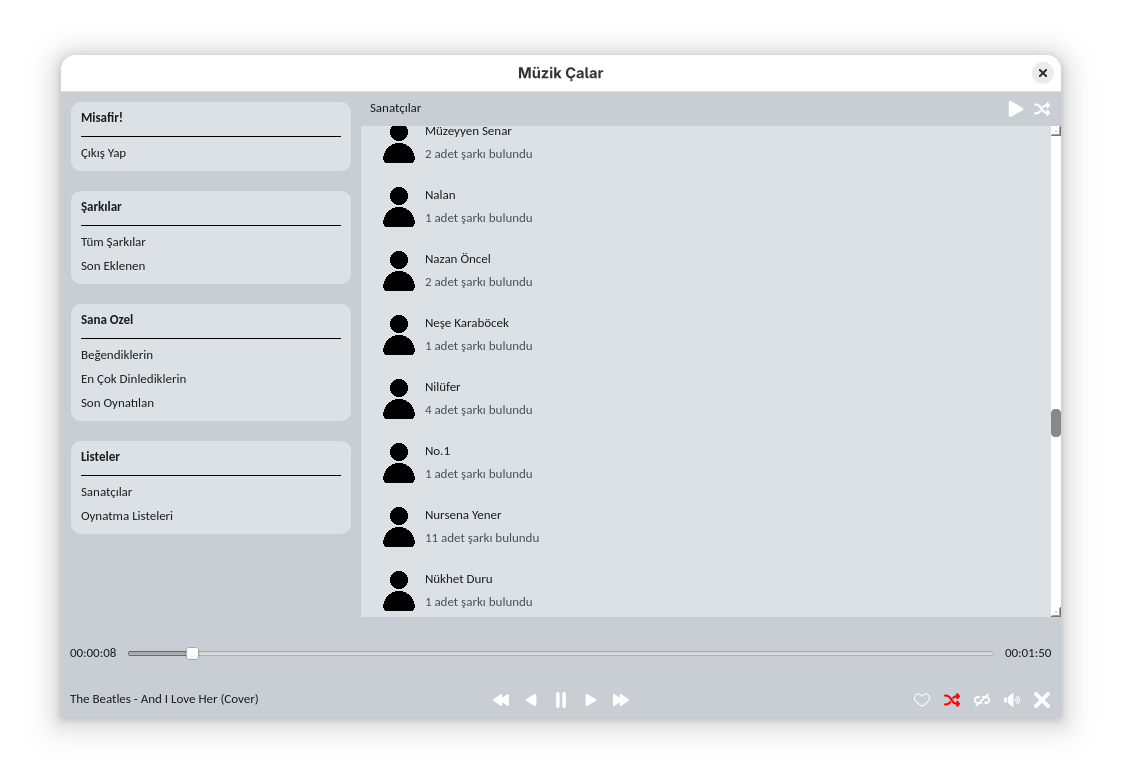 Müzik Çalar
Misafir!
Çıkış Yap
Şarkılar
Tüm Şarkılar
Son Eklenen
Sana Ozel
Beğendiklerin
En Çok Dinlediklerin
Son Oynatılan
Listeler
Sanatçılar
Oynatma Listeleri
Sanatçılar
Müzeyyen Senar
2 adet şarkı bulundu
Nalan
1 adet şarkı bulundu
Nazan Öncel
2 adet şarkı bulundu
Neşe Karaböcek
1 adet şarkı bulundu
Nilüfer
4 adet şarkı bulundu
No.1
1 adet şarkı bulundu
Nursena Yener
11 adet şarkı bulundu
Nükhet Duru
1 adet şarkı bulundu
00:00:08
00:01:50
The Beatles - And I Love Her (Cover)